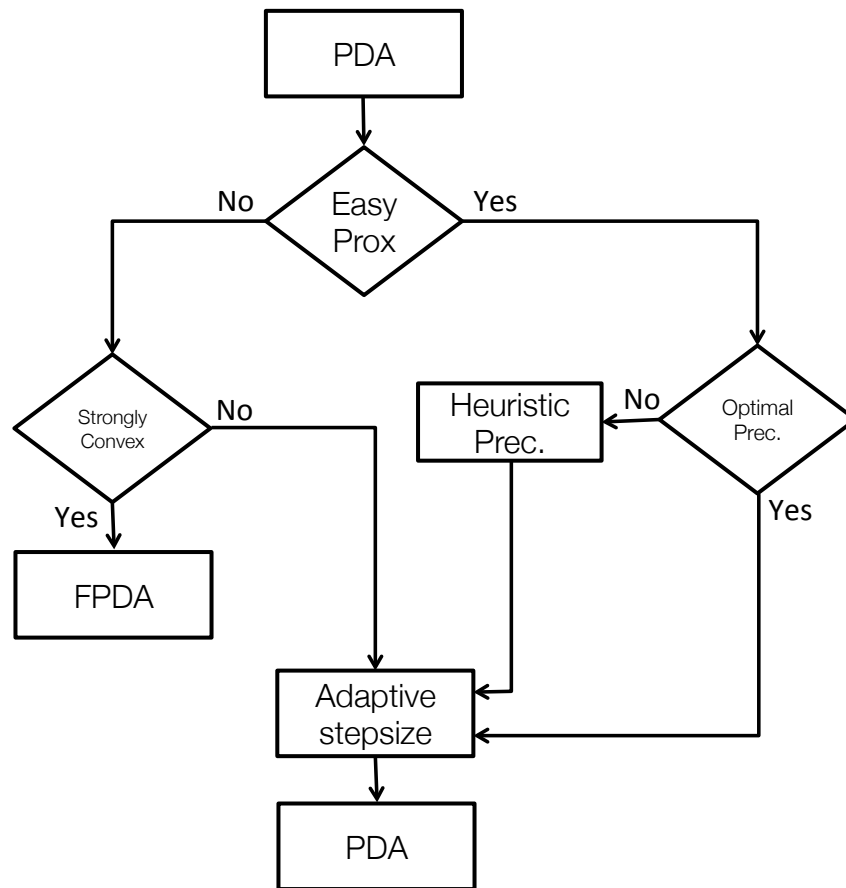 PDA
No
Easy
Prox
Yes
Strongly
Convex
No
Heuristic
Prec.
No
Optimal
Prec.
Yes
Yes
FPDA
Adaptive
stepsize
PDA